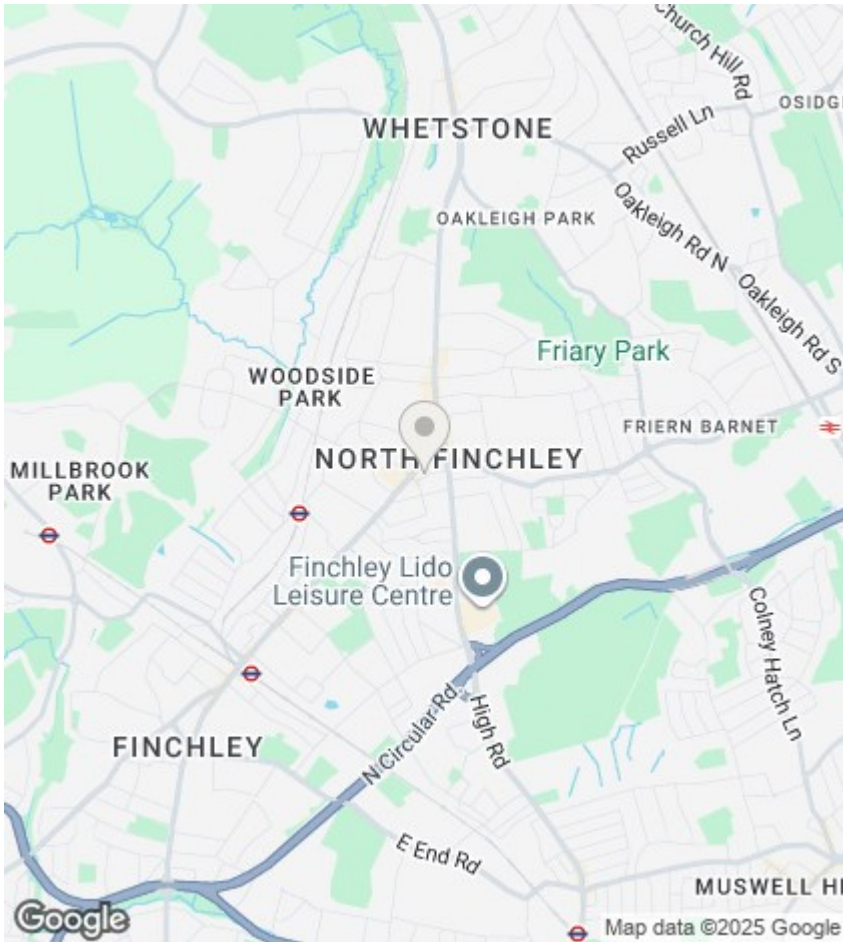 Church Hill Rd
OSIDG
WHETSTONE
Russell Ln
OAKLEIGH PARK
Oakleigh Rd N
Oakleigh Rd S
Friary Park
WOODSIDE
PARK
FRIERN BARNET
NORTH FINCHLEY
MILLBROOK
PARK
Finchley Lido
Leisure Centre
Colney Hatch Ln
N Circular Rd
High Rd
FINCHLEY
E End Rd
MUSWELL HI
Google
Map data ©2025 Google